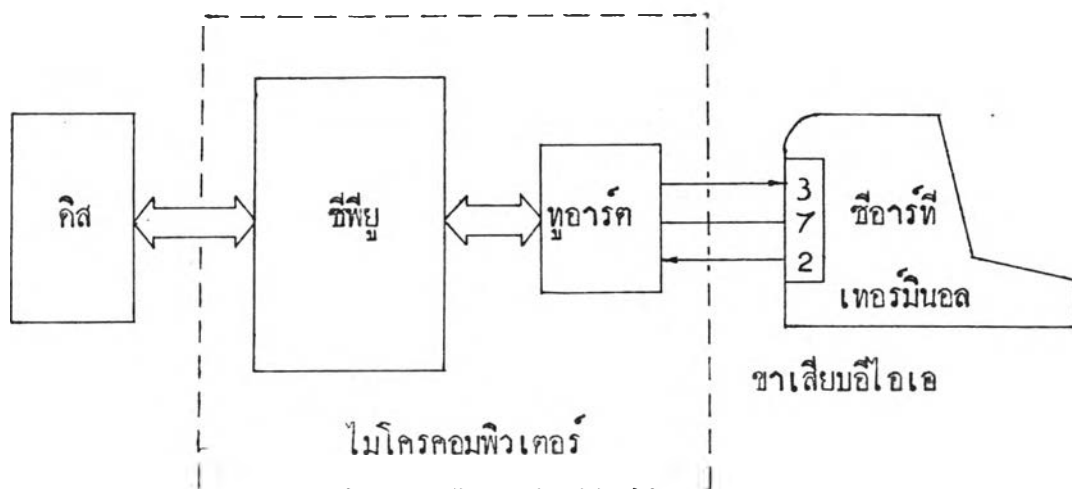 ดิส
ซีพียู
ทูอาร์ต
3
7
2
ซีอาร์ที
เทอร์มินอล
ขาเสียบอีไอเอ
ไมโครคอมพิวเตอร์